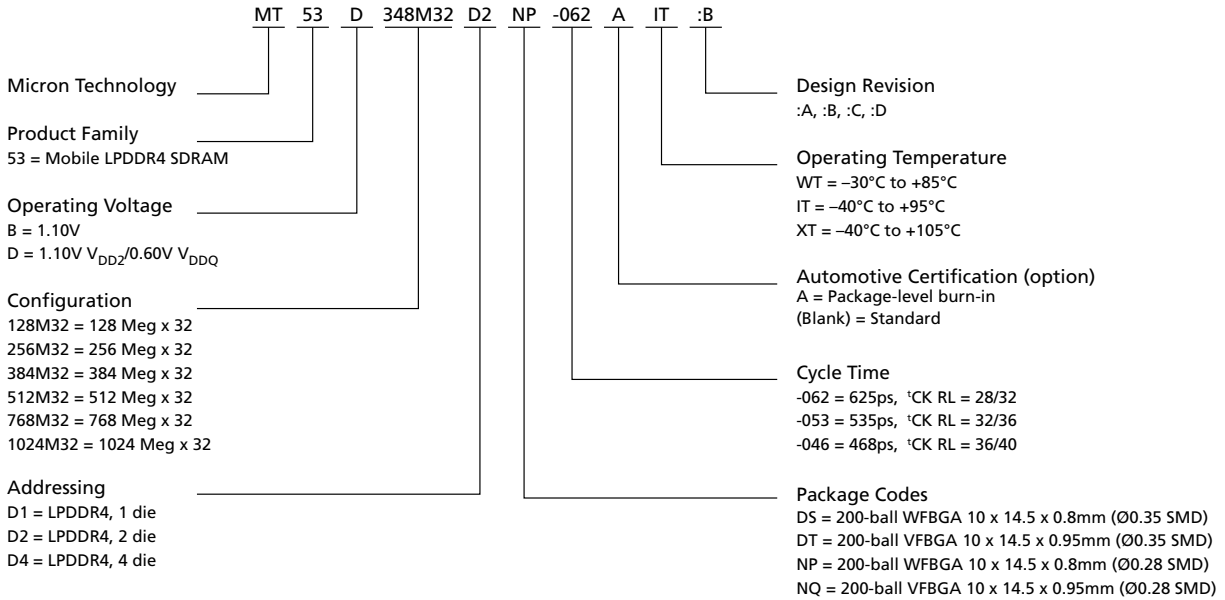 MT 53 D 348M32 D2 NP -062 A IT :B
Micron Technology
Product Family
53 = Mobile LPDDR4 SDRAM
Operating Voltage
B = 1.10V
D = 1.10V VDD2/0.60V VDDQ
Configuration
128M32 = 128 Meg x 32
256M32 = 256 Meg x 32
384M32 = 384 Meg x 32
512M32 = 512 Meg x 32
768M32 = 768 Meg x 32
1024M32 = 1024 Meg x 32
Addressing
D1 = LPDDR4, 1 die
D2 = LPDDR4, 2 die
D4 = LPDDR4, 4 die
Design Revision
:A, :B, :C, :D
Operating Temperature
WT = –30°C to +85°C
IT = –40°C to +95°C
XT = –40°C to +105°C
Automotive Certification (option)
A = Package-level burn-in
(Blank) = Standard
Cycle Time
-062 = 625ps, tCK RL = 28/32
-053 = 535ps, tCK RL = 32/36
-046 = 468ps, tCK RL = 36/40
Package Codes
DS = 200-ball WFBGA 10 x 14.5 x 0.8mm (Ø0.35 SMD)
DT = 200-ball VFBGA 10 x 14.5 x 0.95mm (Ø0.35 SMD)
NP = 200-ball WFBGA 10 x 14.5 x 0.8mm (Ø0.28 SMD)
NQ = 200-ball VFBGA 10 x 14.5 x 0.95mm (Ø0.28 SMD)